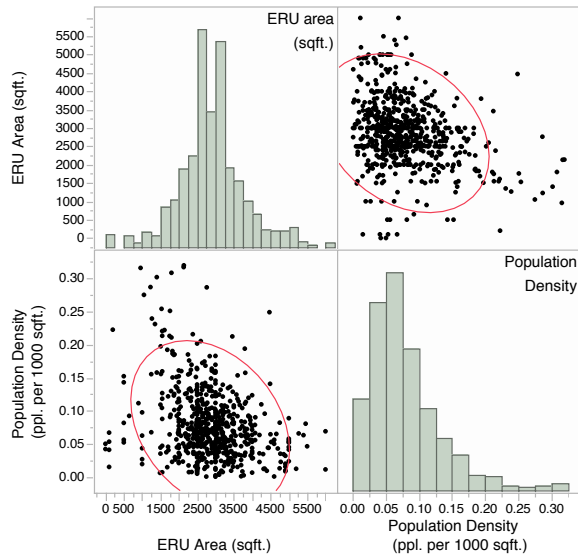 ERU area
(sqft.)
ERU Area (sqft.)
5500
5000
4500
4000
3500
3000
2500
2000
1500
1000
500
0
Population
Density
Population Density
(ppl. per 1000 sqft.)
0.30
0.25
0.20
0.15
0.10
0.05
0.00
0 500 1500 2500 3500 4500 5500
0.00 0.05 0.10 0.15 0.20 0.25 0.30
ERU Area (sqft.)
Population Density
(ppl. per 1000 sqft.)